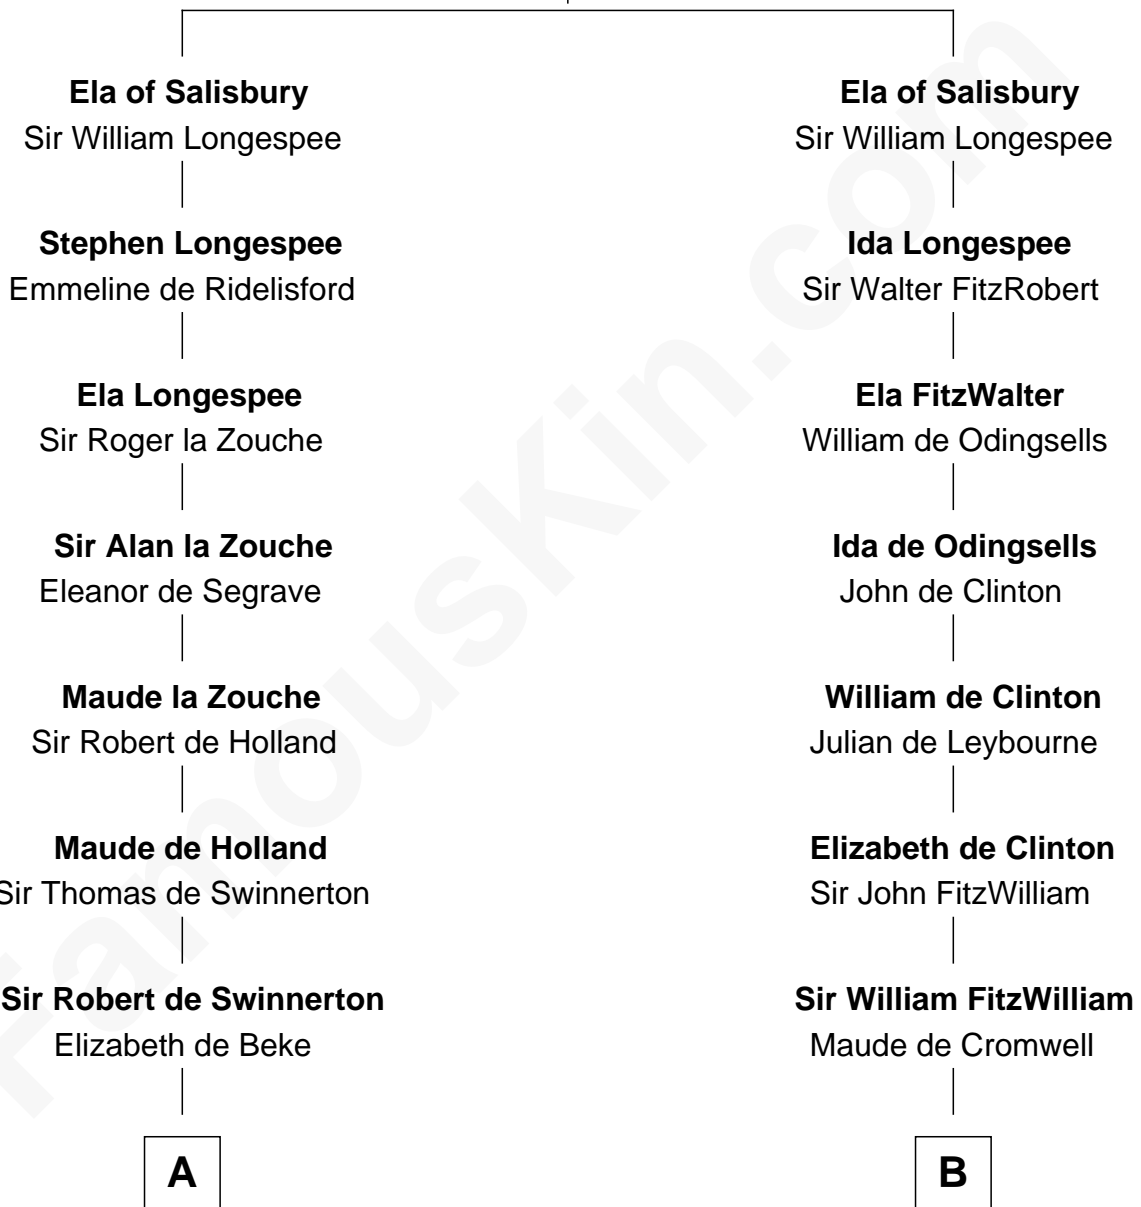 Ela of Salisbury
Sir William Longespee
Stephen Longespee
Emmeline de Ridelisford
Ela Longespee
Sir Roger la Zouche
Sir Alan la Zouche
Eleanor de Segrave
Maude la Zouche
Sir Robert de Holland
Maude de Holland
Sir Thomas de Swinnerton
Sir Robert de Swinnerton
Elizabeth de Beke
A
Ela of Salisbury
Sir William Longespee
Ida Longespee
Sir Walter FitzRobert
Ela FitzWalter
William de Odingsells
Ida de Odingsells
John de Clinton
William de Clinton
Julian de Leybourne
Elizabeth de Clinton
Sir John FitzWilliam
Sir William FitzWilliam
Maude de Cromwell
B
FamousKin.com